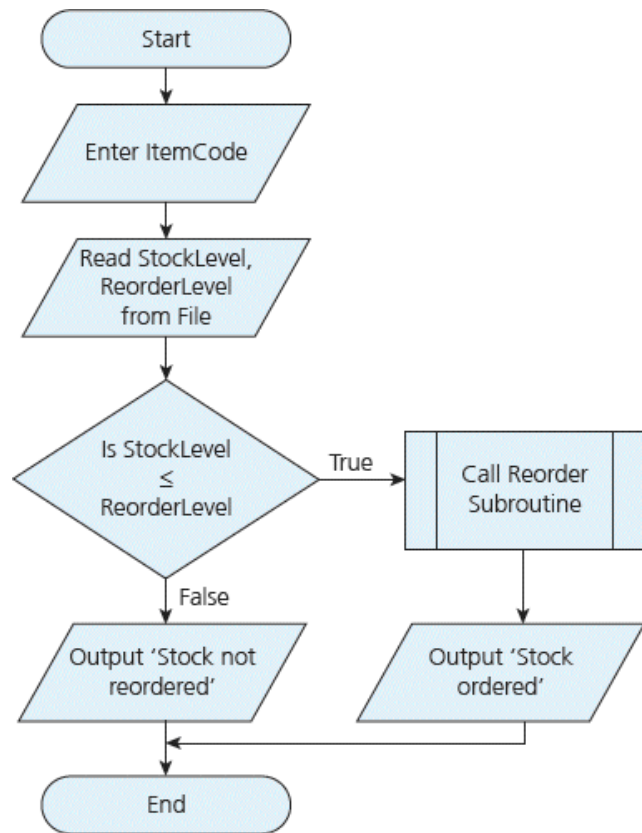 Start
Enter ItemCode
Read StockLevel,
ReorderLevel
from File
Is StockLevel
≤
ReorderLevel
True
Call Reorder
Subroutine
False
Output ‘Stock not
reordered’
Output ‘Stock
ordered’
End